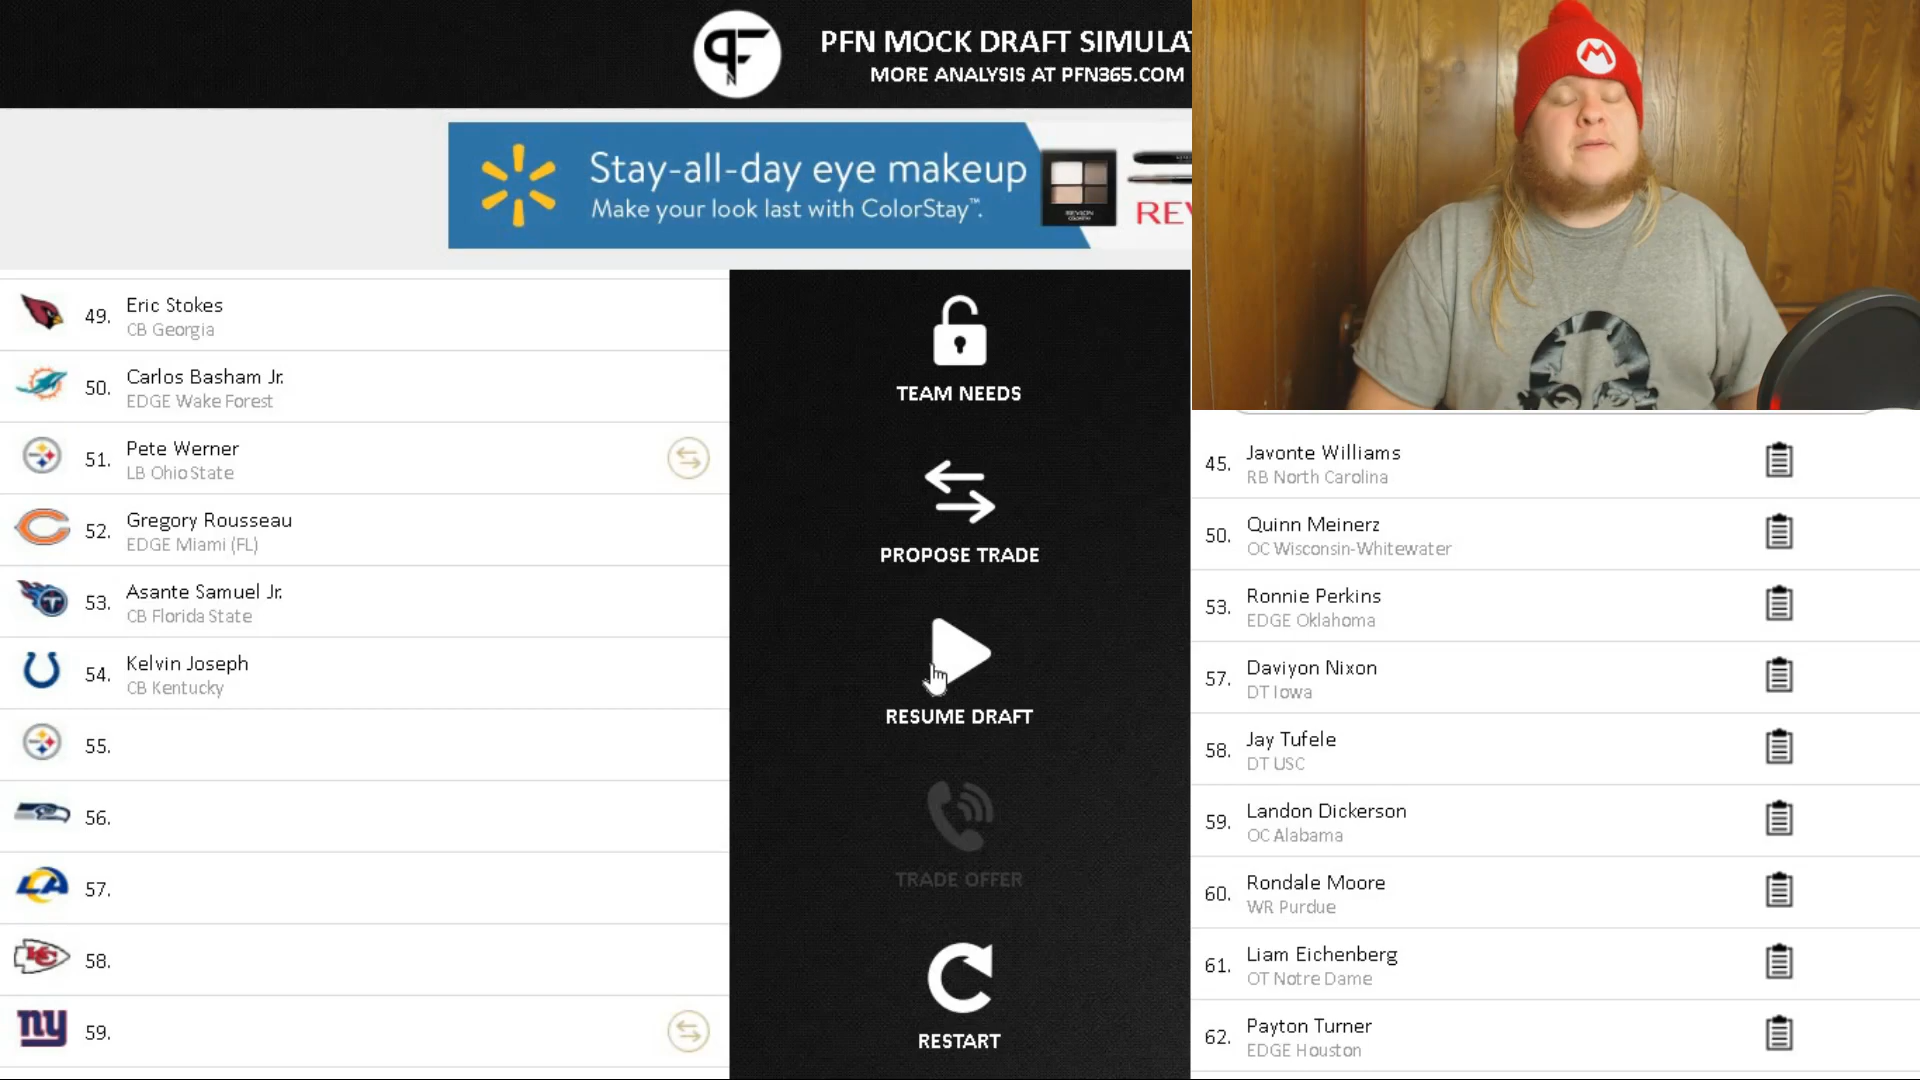 PFN MOCK DRAFT SIMULAT
MORE ANALYSIS AT PFN365.COM
Stay-all-day eye makeup
Make your look last with ColorStay™.
REVLON
REV
49. Eric Stokes
CB Georgia
50. Carlos Basham Jr.
EDGE Wake Forest
51. Pete Werner
LB Ohio State
52. Gregory Rousseau
EDGE Miami (FL)
53. Asante Samuel Jr.
CB Florida State
54. Kelvin Joseph
CB Kentucky
55.
56.
57.
58.
59.
TEAM NEEDS
PROPOSE TRADE
RESUME DRAFT
TRADE OFFER
RESTART
45. Javonte Williams
RB North Carolina
50. Quinn Meinerz
OC Wisconsin-Whitewater
53. Ronnie Perkins
EDGE Oklahoma
57. Daviyon Nixon
DT Iowa
58. Jay Tufele
DT USC
59. Landon Dickerson
OC Alabama
60. Rondale Moore
WR Purdue
61. Liam Eichenberg
OT Notre Dame
62. Payton Turner
EDGE Houston